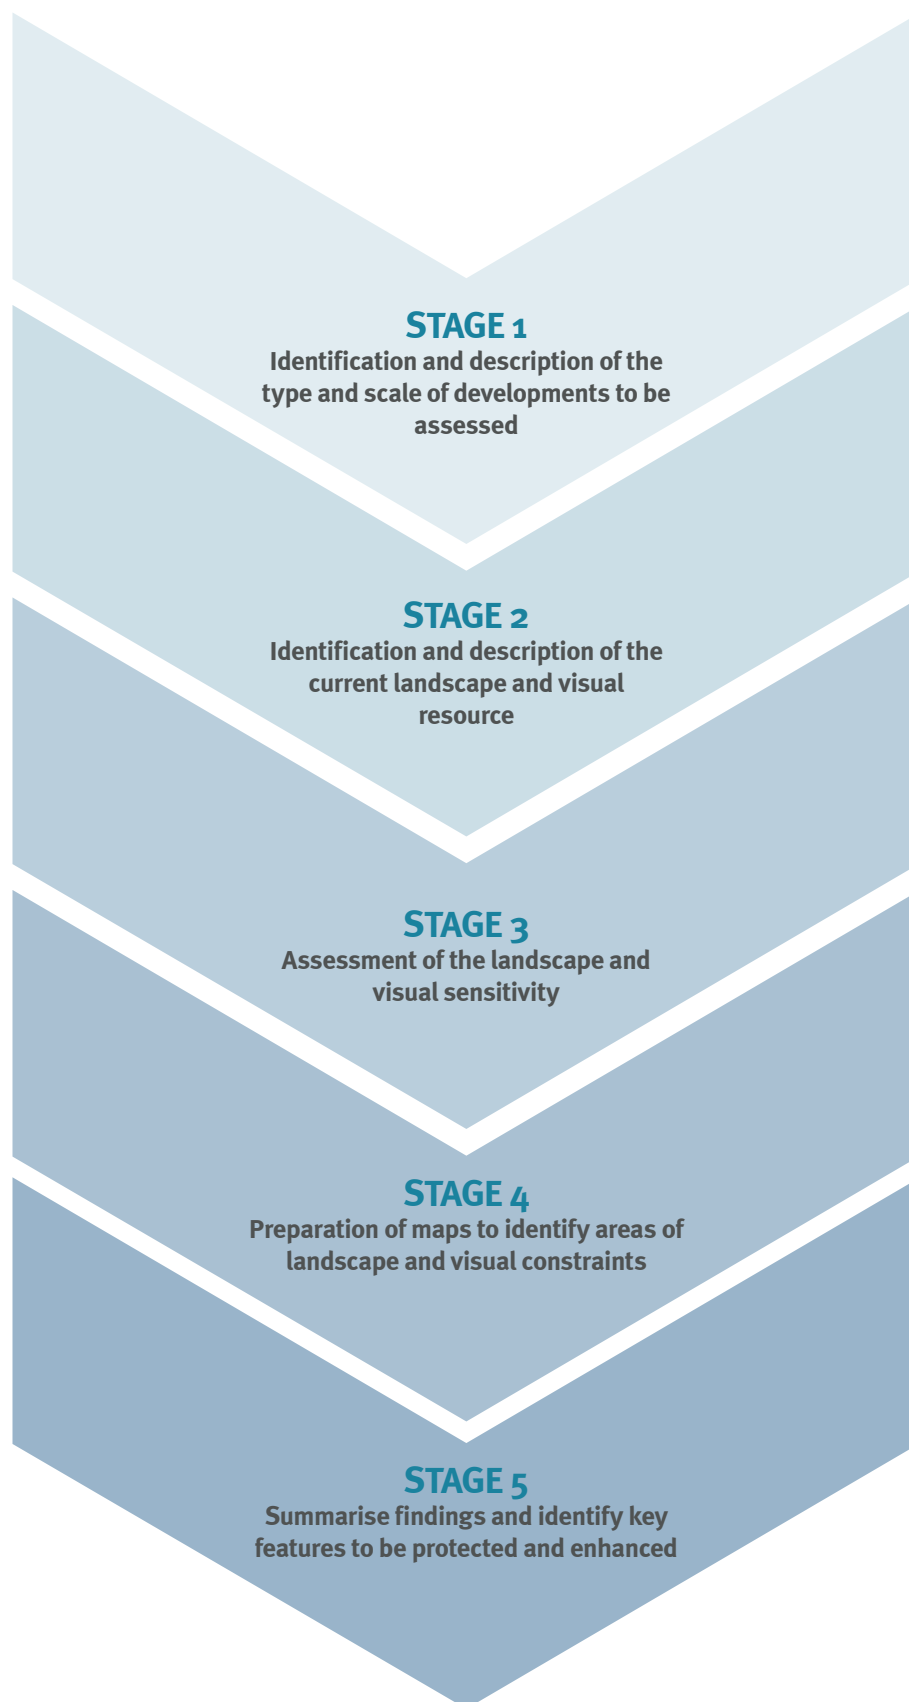 STAGE 1
Identification and description of the
type and scale of developments to be
assessed
STAGE 2
Identification and description of the
current landscape and visual
resource
STAGE 3
Assessment of the landscape and
visual sensitivity
STAGE 4
Preparation of maps to identify areas of
landscape and visual constraints
STAGE 5
Summarise findings and identify key
features to be protected and enhanced